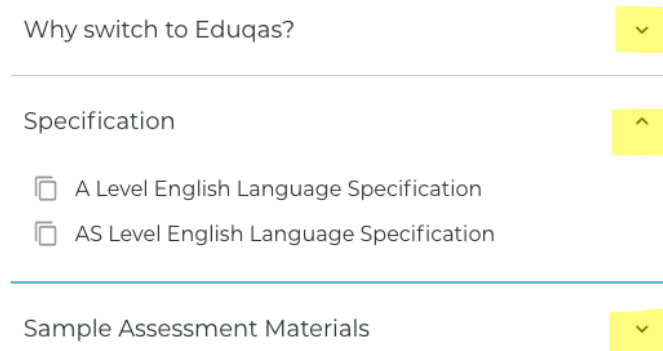 Why switch to Eduqas?
Specification
A Level English Language Specification
AS Level English Language Specification
Sample Assessment Materials